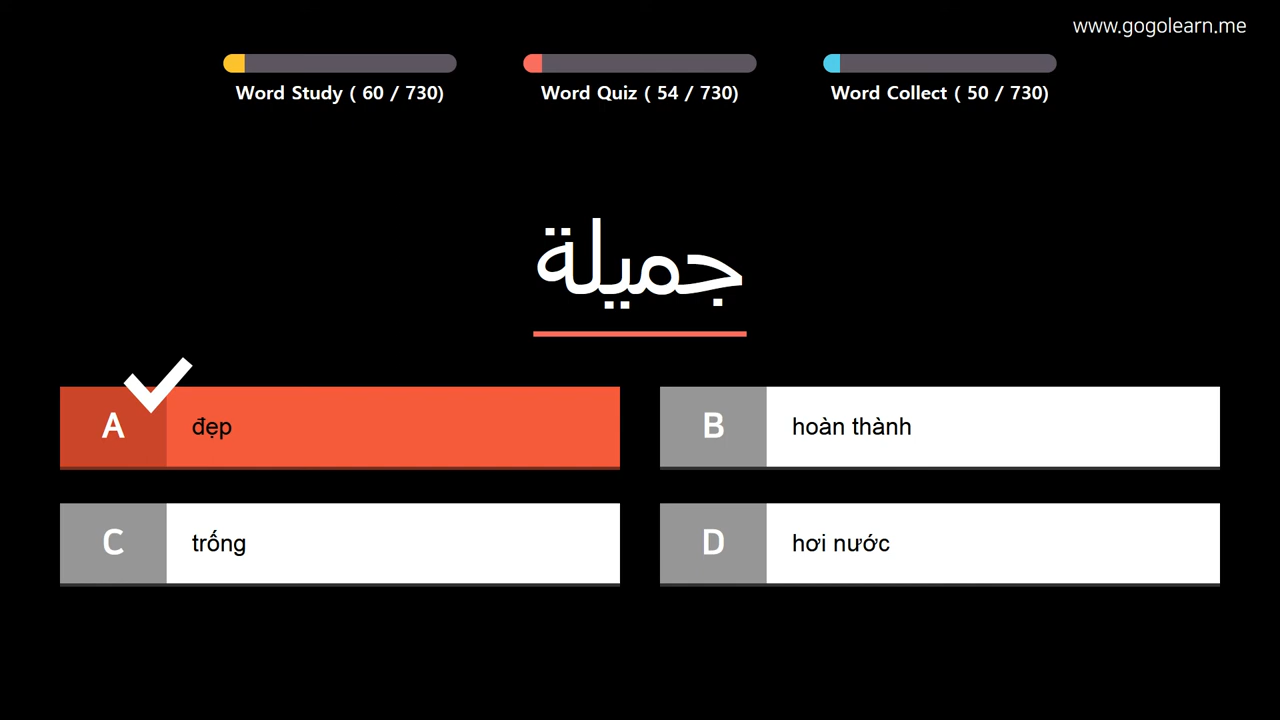 www.gogolearn.me
Word Study ( 60 / 730)
Word Quiz ( 54 / 730)
Word Collect ( 50 / 730)
جميلة
A đẹp
B hoàn thành
C trống
D hơi nước